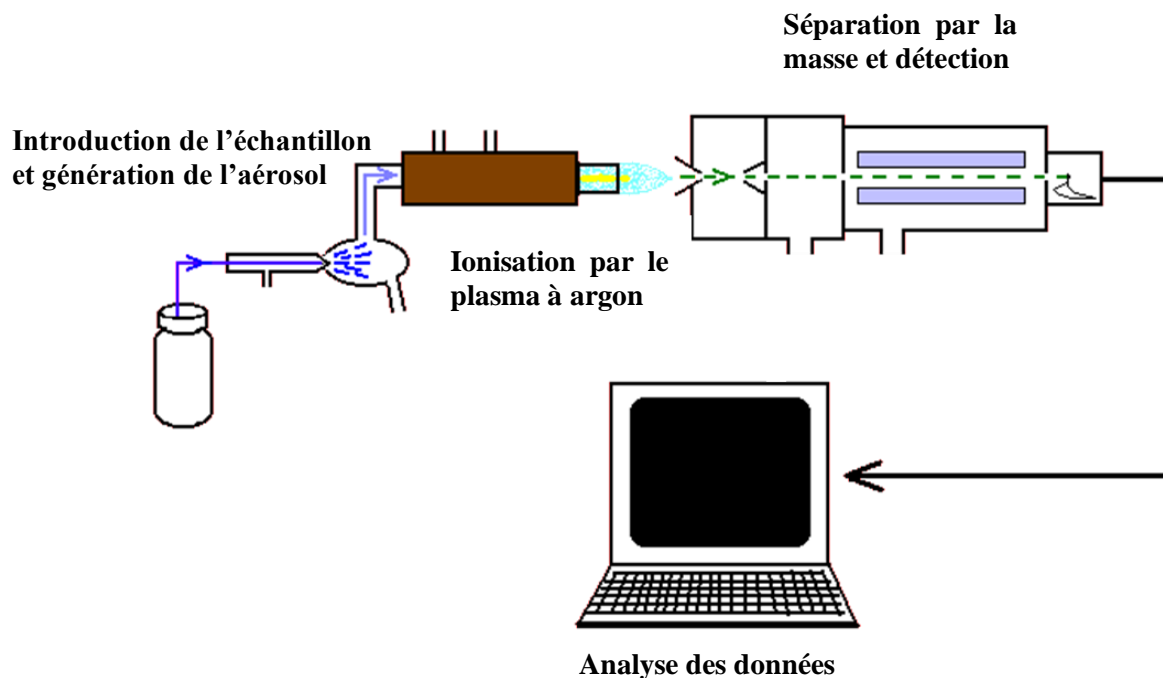 Séparation par la
masse et détection
Introduction de l’échantillon
et génération de l’aérosol
Ionisation par le
plasma à argon
Analyse des données